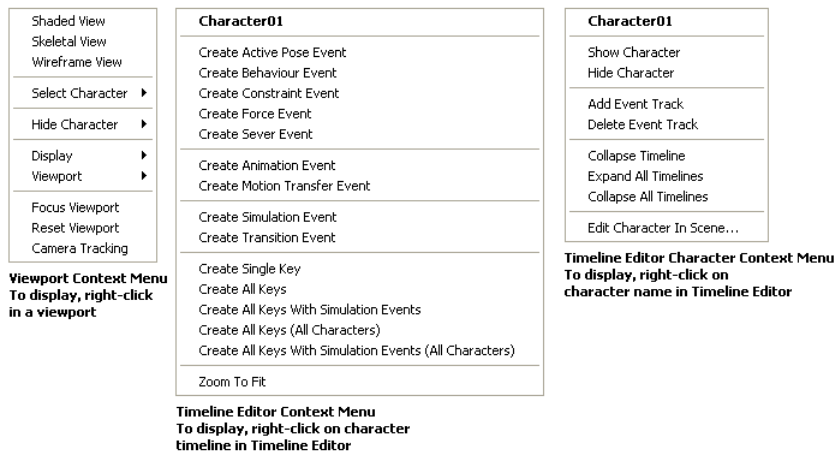 Shaded View
Skeletal View
Wireframe View
Select Character
Hide Character
Display
Viewport
Focus Viewport
Reset Viewport
Camera Tracking
Viewport Context Menu
To display, right-click
in a viewport
Character01
Create Active Pose Event
Create Behaviour Event
Create Constraint Event
Create Force Event
Create Sever Event
Create Animation Event
Create Motion Transfer Event
Create Simulation Event
Create Transition Event
Create Single Key
Create All Keys
Create All Keys With Simulation Events
Create All Keys (All Characters)
Create All Keys With Simulation Events (All Characters)
Zoom To Fit
Timeline Editor Context Menu
To display, right-click on character
timeline in Timeline Editor
Character01
Show Character
Hide Character
Add Event Track
Delete Event Track
Collapse Timeline
Expand All Timelines
Collapse All Timelines
Edit Character In Scene...
Timeline Editor Character Context Menu
To display, right-click on
character name in Timeline Editor